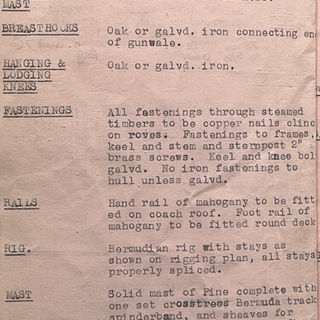 MAST
BREASTHOOKS Oak or galvd. iron connecting en
of gunwale.
HANGING & Oak or galvd. iron.
LODGING
KNEES
FASTENINGS All fastenings through steamed
timbers to be copper nails clinc
on roves. Fastenings to frames,
keel and stem and sternpost 2"
brass screws. Keel and knee bolt
galvd. No iron fastenings to
hull unless galvd.
RAILS Hand rail of mahogany to be fitt
ed on coach roof. Foot rail of
mahogany to be fitted round deck
RIG. Bermudian rig with stays as
shown on rigging plan, all stays
properly spliced.
MAST Solid mast of Pine complete with
one set crosstrees Bermuda track
spinderband, and sheaves for